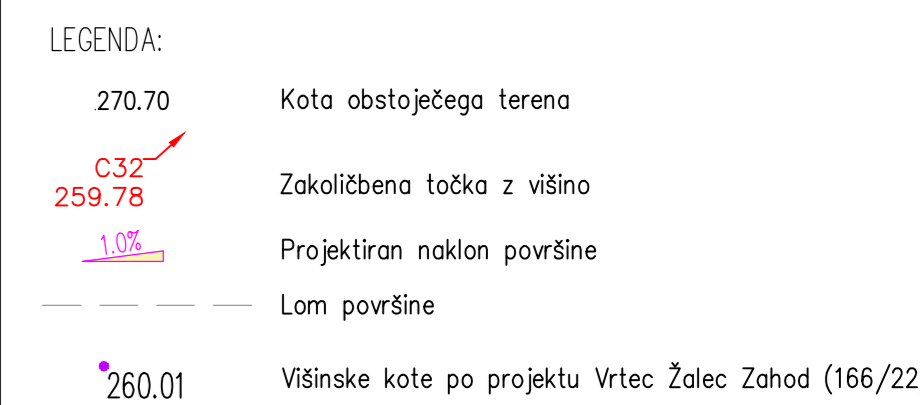 LEGENDA:
.270.70 Kota obstoječega terena
C32
259.78 Zakoličbena točka z višino
1.0% Projektiran naklon površine
Lom površine
260.01 Višinske kote po projektu Vrtec Žalec Zahod (166/22